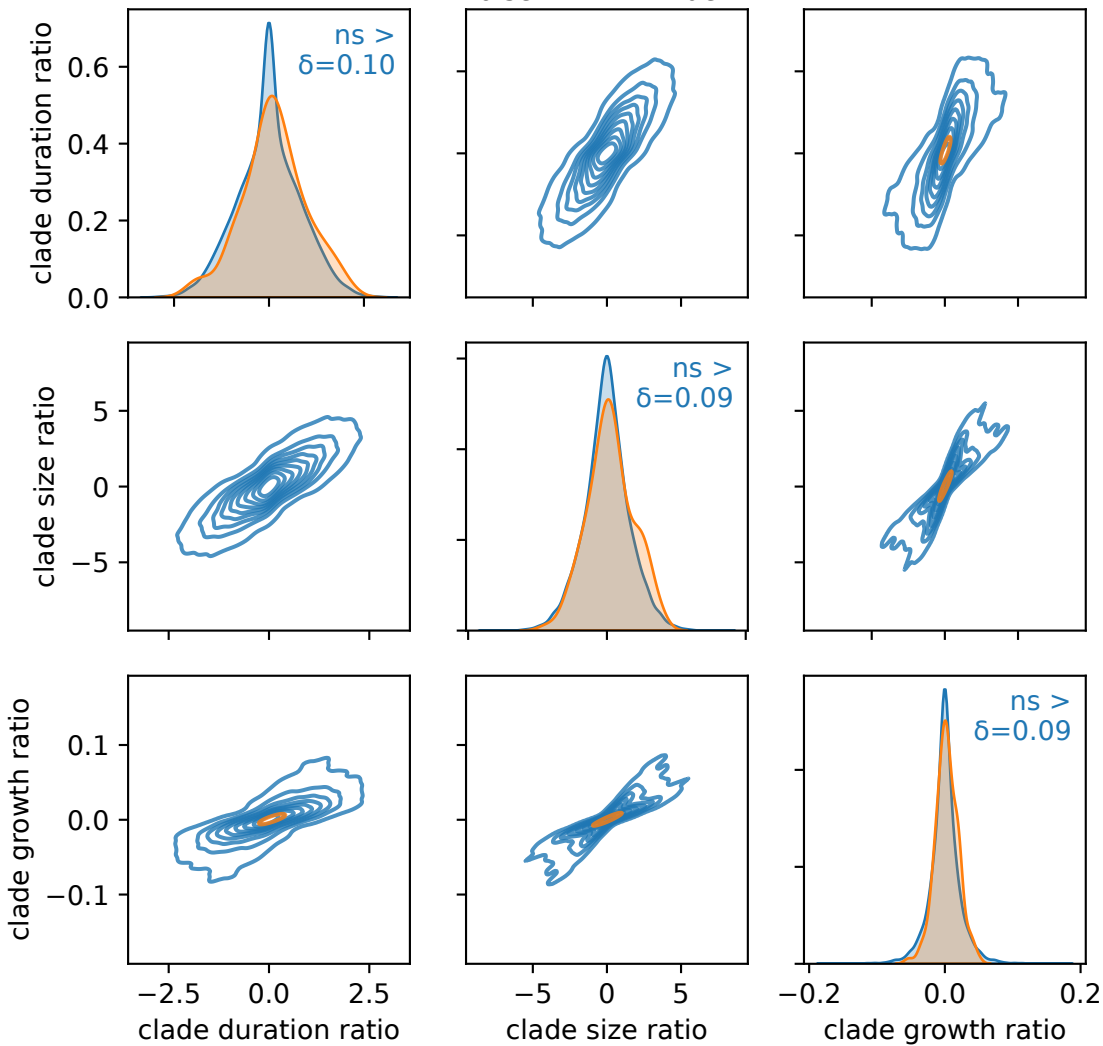 clade duration ratio
0.6
0.4
0.2
0.0
ns >
δ=0.10
clade size ratio
5
0
−5
ns >
δ=0.09
clade growth ratio
0.1
0.0
−0.1
ns >
δ=0.09
−2.5
0.0
2.5
−5
0
5
−0.2
0.0
0.2
clade duration ratio
clade size ratio
clade growth ratio